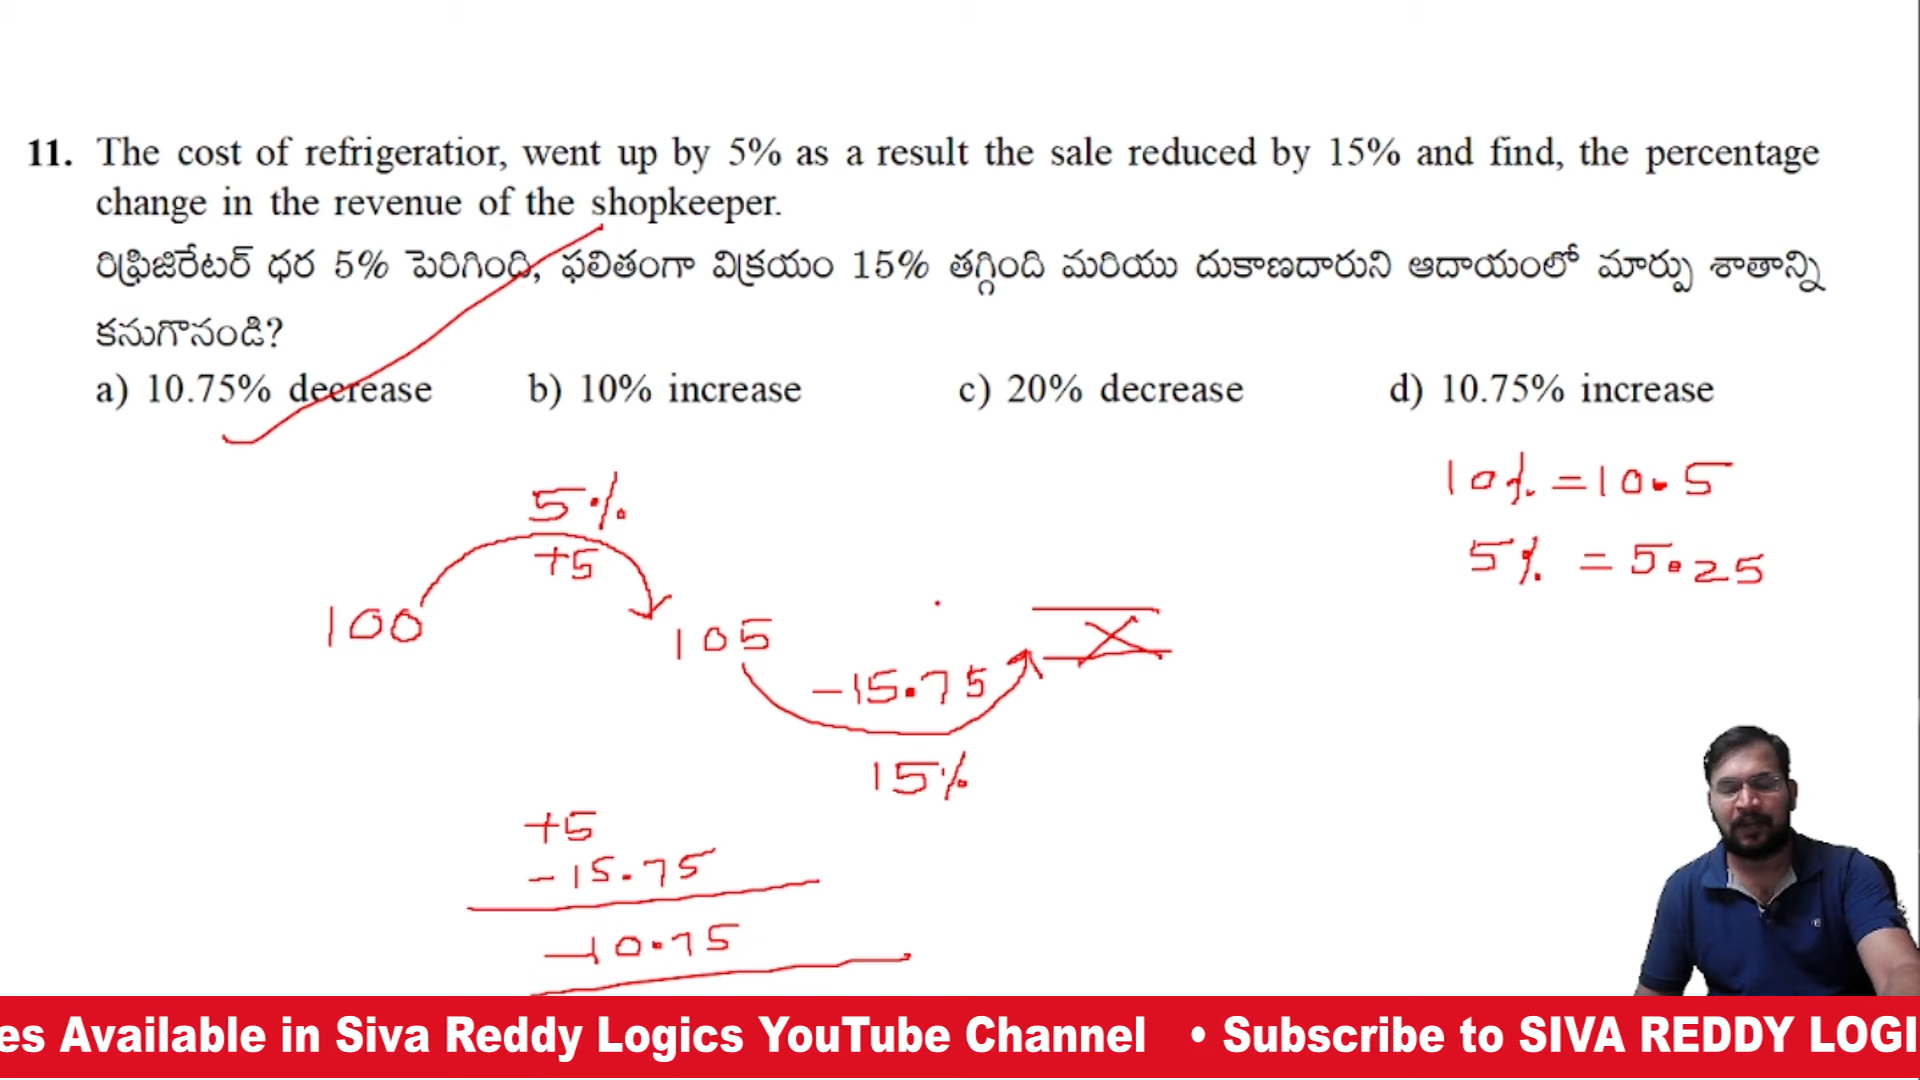 11. The cost of refrigeratior, went up by 5% as a result the sale reduced by 15% and find, the percentage
change in the revenue of the shopkeeper.
రిఫ్రిజిరేటర్ ధర 5% పెరిగింది, ఫలితంగా విక్రయం 15% తగ్గింది మరియు దుకాణదారుని ఆదాయంలో మార్పు శాతాన్ని
కనుగొనండి?
a) 10.75% decrease b) 10% increase c) 20% decrease d) 10.75% increase
10% = 10.5
5%
+5
5% = 5.25
100
105
X
-15.75
15%
+5
-15.75
-10.75
es Available in Siva Reddy Logics YouTube Channel • Subscribe to SIVA REDDY LOGI